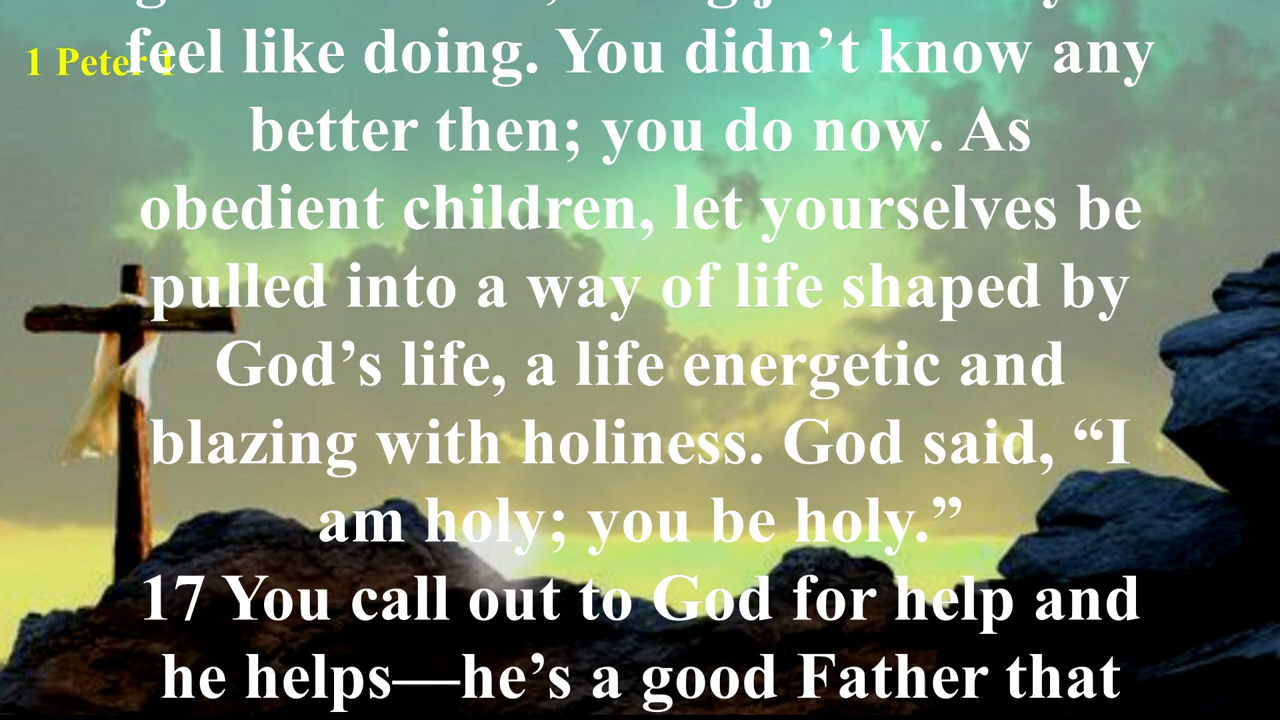 1 Peter 1
feel like doing. You didn’t know any
better then; you do now. As
obedient children, let yourselves be
pulled into a way of life shaped by
God’s life, a life energetic and
blazing with holiness. God said, “I
am holy; you be holy.”
17 You call out to God for help and
he helps—he’s a good Father that